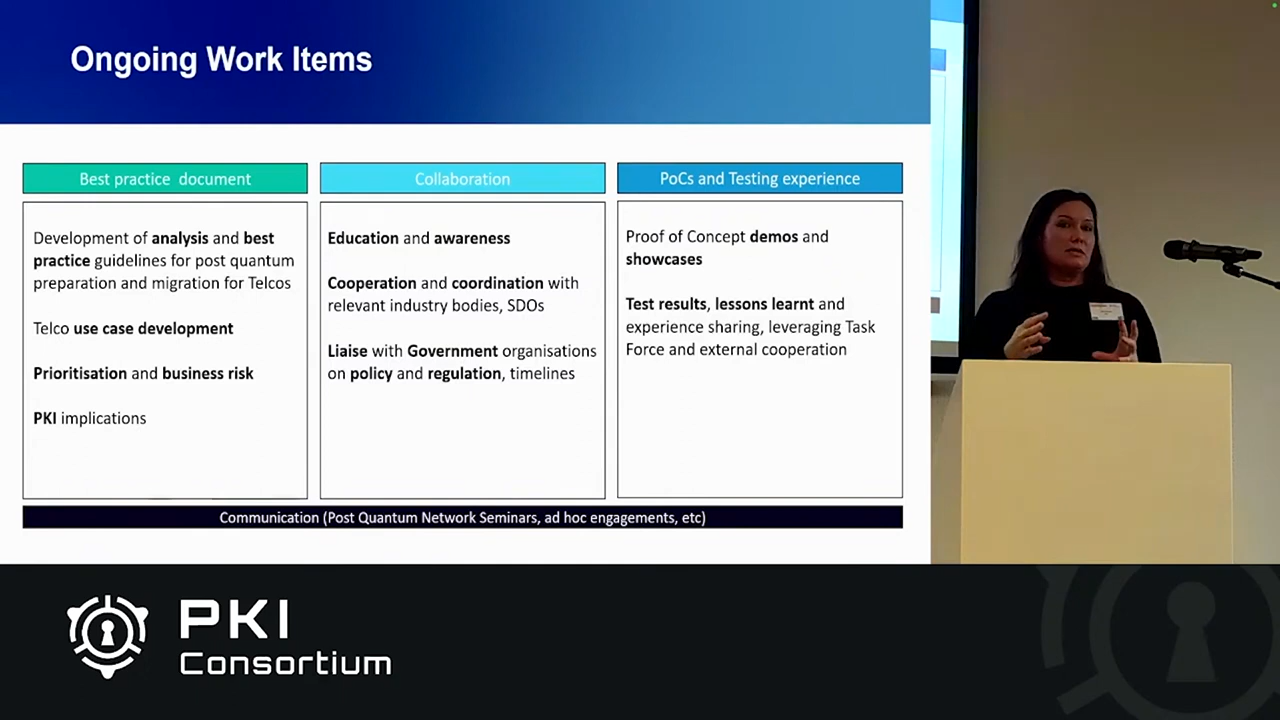 Ongoing Work Items
Best practice document
Development of analysis and best
practice guidelines for post quantum
preparation and migration for Telcos
Telco use case development
Prioritisation and business risk
PKI implications
Collaboration
Education and awareness
Cooperation and coordination with
relevant industry bodies, SDOs
Liaise with Government organisations
on policy and regulation, timelines
PoCs and Testing experience
Proof of Concept demos and
showcases
Test results, lessons learnt and
experience sharing, leveraging Task
Force and external cooperation
Communication (Post Quantum Network Seminars, ad hoc engagements, etc)
PKI
Consortium